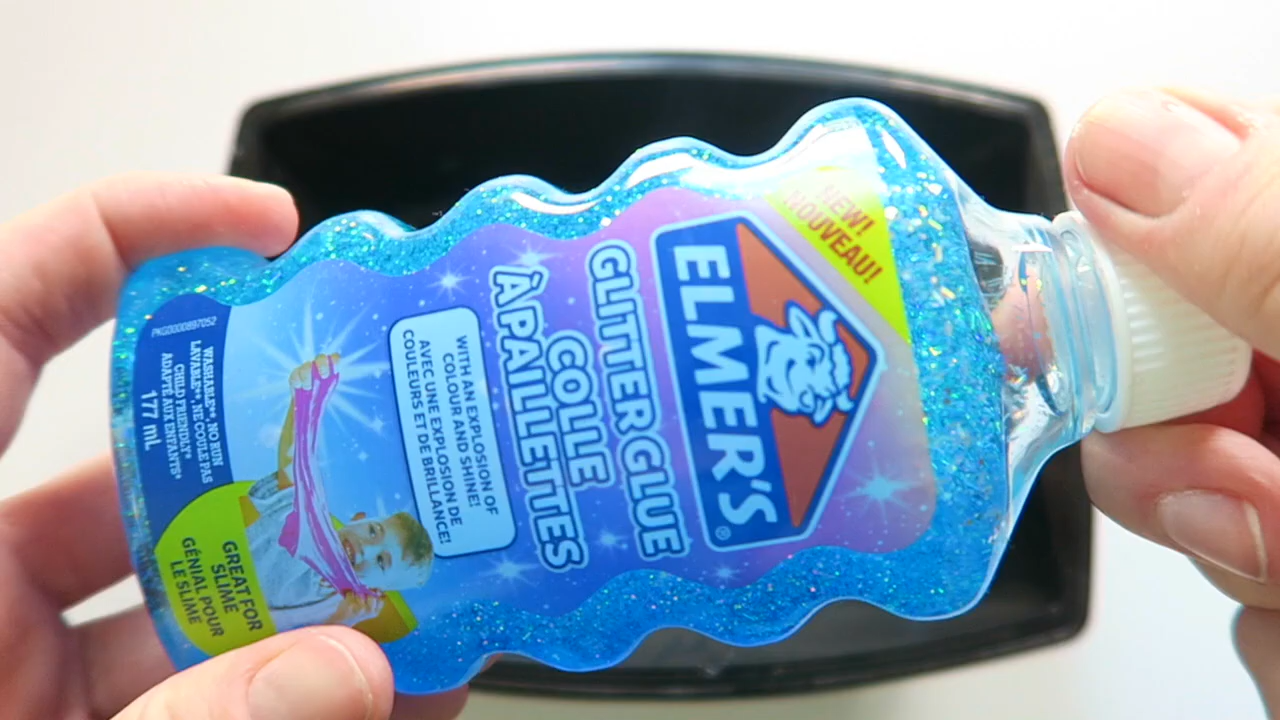 NEW!
NOUVEAU!
ELMER'S®
GLITTER GLUE
COLLE
À PAILLETTES
WITH AN EXPLOSION OF
COLOUR AND SHINE!
AVEC UNE EXPLOSION DE
COULEURS ET DE BRILLANCE!
PKG0000897052
WASHABLE**, NO RUN
LAVABLE**, NE COULE PAS
CHILD FRIENDLY*
ADAPTÉ AUX ENFANTS*
177 mL
GREAT FOR
SLIME
GÉNIAL POUR
LE SLIME